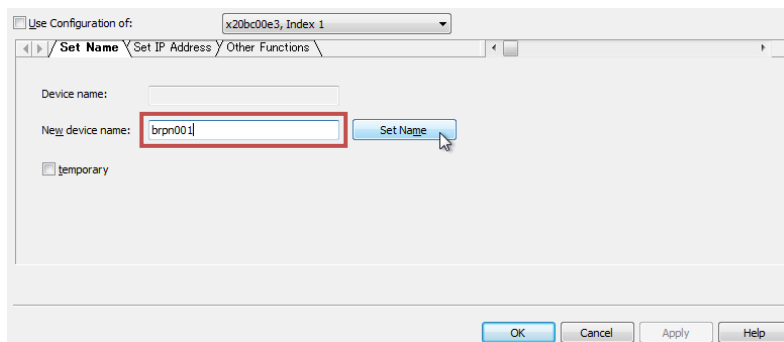 Use Configuration of: x20bc00e3, Index 1
Set Name Set IP Address Other Functions
Device name:
New device name: brpn001 Set Name
temporary
OK Cancel Apply Help